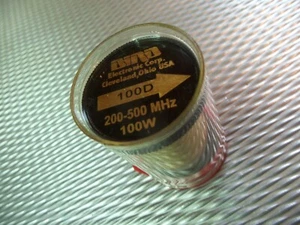 BIRD
Electronic Corp.
Cleveland, Ohio USA
100D
200-500 MHz
100W